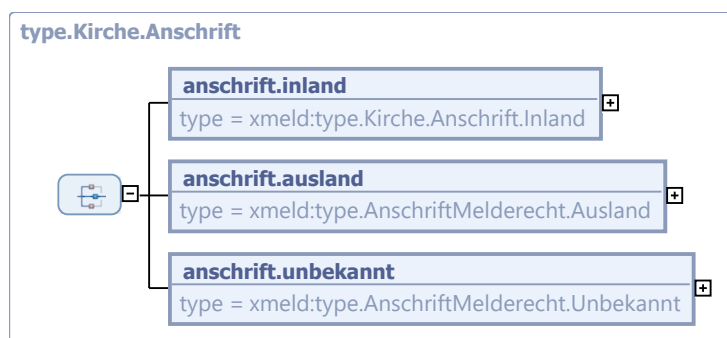 type.Kirche.Anschrift
anschrift.inland
type = xmeld:type.Kirche.Anschrift.Inland
anschrift.ausland
type = xmeld:type.AnschriftMelderecht.Ausland
anschrift.unbekannt
type = xmeld:type.AnschriftMelderecht.Unbekannt